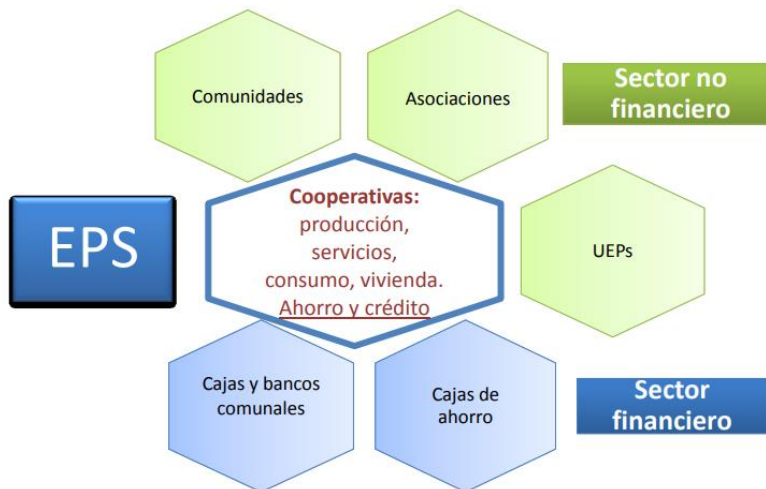 Comunidades
Asociaciones
Sector no
financiero
EPS
Cooperativas:
producción,
servicios,
consumo, vivienda.
Ahorro y crédito
UEPs
Cajas y bancos
comunales
Cajas de
ahorro
Sector
financiero